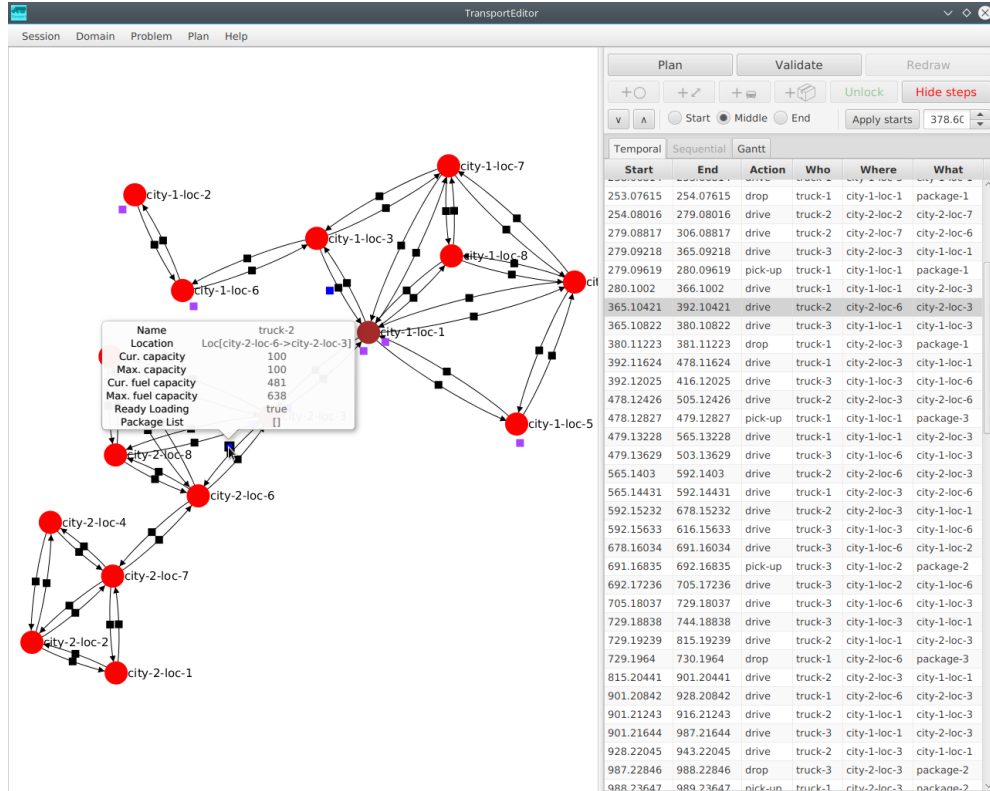 TransportEditor
Session Domain Problem Plan Help
Plan Validate Redraw
+ + + + Unlock Hide steps
v ʌ Start Middle End Apply starts 378.60
Temporal Sequential Gantt
Start End Action Who Where What
253.07615 254.07615 drop truck-1 city-1-loc-1 package-1
254.08016 279.08016 drive truck-2 city-2-loc-2 city-2-loc-7
279.08817 306.08817 drive truck-2 city-2-loc-7 city-2-loc-6
279.09218 365.09218 drive truck-3 city-2-loc-3 city-1-loc-1
279.09619 280.09619 pick-up truck-1 city-1-loc-1 package-1
280.1002 366.1002 drive truck-1 city-1-loc-1 city-2-loc-3
365.10421 392.10421 drive truck-2 city-2-loc-6 city-2-loc-3
365.10822 380.10822 drive truck-3 city-1-loc-1 city-1-loc-3
380.11223 381.11223 drop truck-1 city-2-loc-3 package-1
392.11624 478.11624 drive truck-1 city-2-loc-3 city-1-loc-1
392.12025 416.12025 drive truck-3 city-1-loc-3 city-1-loc-6
478.12426 505.12426 drive truck-2 city-2-loc-3 city-2-loc-6
478.12827 479.12827 pick-up truck-1 city-1-loc-1 package-3
479.13228 565.13228 drive truck-1 city-1-loc-1 city-2-loc-3
479.13629 503.13629 drive truck-3 city-1-loc-6 city-1-loc-3
565.1403 592.1403 drive truck-2 city-2-loc-6 city-2-loc-3
565.14431 592.14431 drive truck-1 city-2-loc-3 city-2-loc-6
592.15232 678.15232 drive truck-2 city-2-loc-3 city-1-loc-1
592.15633 616.15633 drive truck-3 city-1-loc-3 city-1-loc-6
678.16034 691.16034 drive truck-3 city-1-loc-6 city-1-loc-2
691.16835 692.16835 pick-up truck-3 city-1-loc-2 package-2
692.17236 705.17236 drive truck-3 city-1-loc-2 city-1-loc-6
705.18037 729.18037 drive truck-3 city-1-loc-6 city-1-loc-3
729.18838 744.18838 drive truck-3 city-1-loc-3 city-1-loc-1
729.19239 815.19239 drive truck-2 city-1-loc-1 city-2-loc-3
729.1964 730.1964 drop truck-1 city-2-loc-6 package-3
815.20441 901.20441 drive truck-2 city-2-loc-3 city-1-loc-1
901.20842 928.20842 drive truck-1 city-2-loc-6 city-2-loc-3
901.21243 916.21243 drive truck-2 city-1-loc-1 city-1-loc-3
901.21644 987.21644 drive truck-3 city-1-loc-1 city-2-loc-3
928.22045 943.22045 drive truck-2 city-1-loc-3 city-1-loc-1
987.22846 988.22846 drop truck-3 city-2-loc-3 package-2
988.23647 989.23647 pick-up truck-1 city-2-loc-3 package-2
city-1-loc-7
city-1-loc-2
city-1-loc-3
city-1-loc-8
city-1-loc-6
cit
city-1-loc-1
Name truck-2
Location Loc[city-2-loc-6->city-2-loc-3]
Cur. capacity 100
Max. capacity 100
Cur. fuel capacity 481
Max. fuel capacity 638
Ready Loading true
Package List []
city-1-loc-5
city-2-loc-8
city-2-loc-6
city-2-loc-4
city-2-loc-7
city-2-loc-2
city-2-loc-1